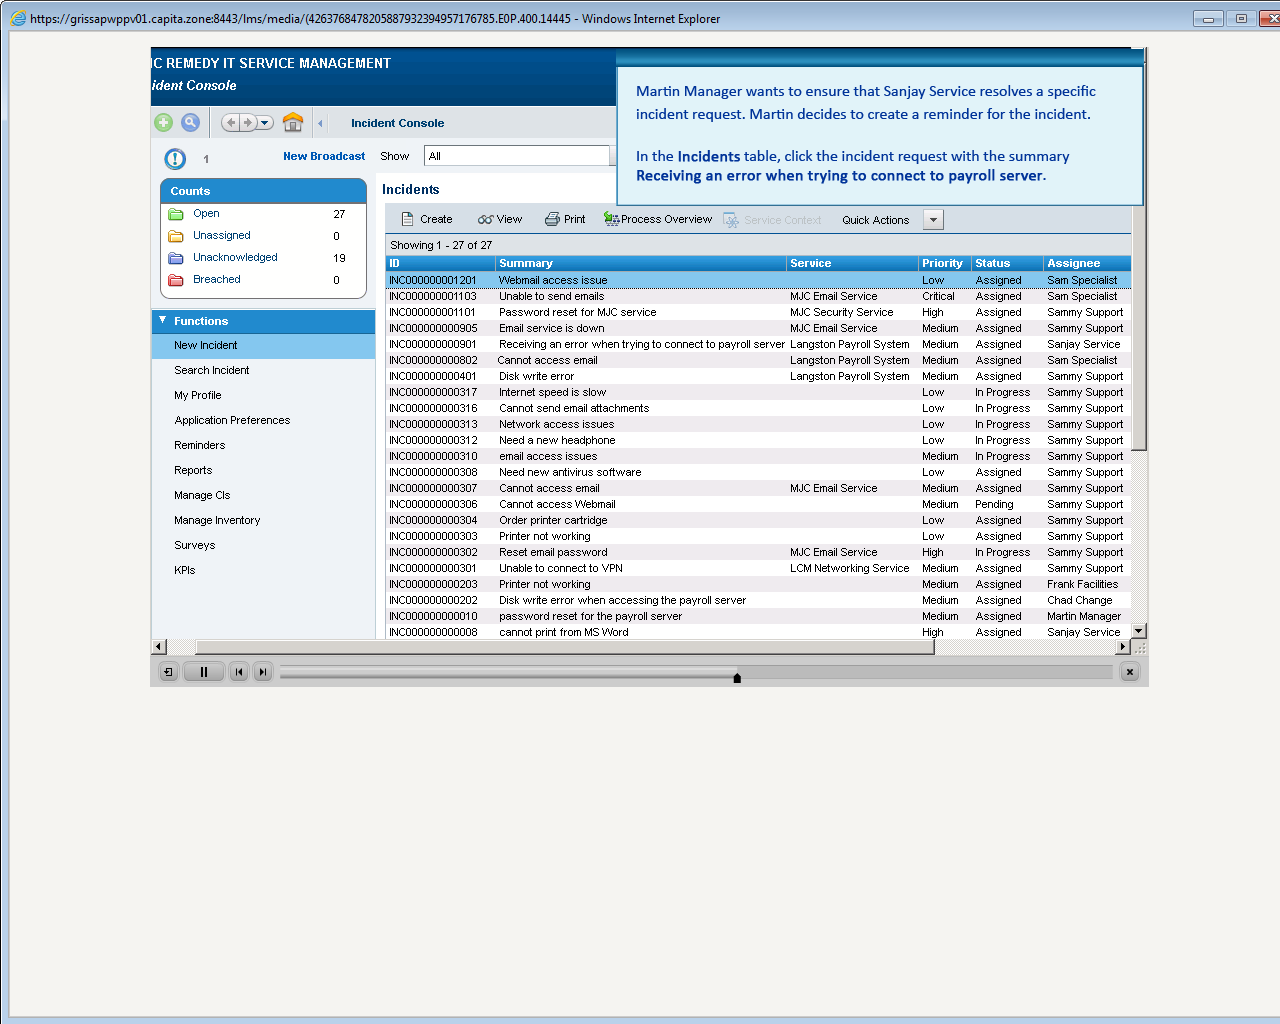 https://grissapwppv01.capita.zone:8443/lms/media/(4263768478205887932394957176785.E0P.400.14445 - Windows Internet Explorer
IC REMEDY IT SERVICE MANAGEMENT
ident Console
Martin Manager wants to ensure that Sanjay Service resolves a specific
incident request. Martin decides to create a reminder for the incident.
In the Incidents table, click the incident request with the summary
Receiving an error when trying to connect to payroll server.
Incident Console
1 New Broadcast Show All
Counts
Open 27
Unassigned 0
Unacknowledged 19
Breached 0
Functions
New Incident
Search Incident
My Profile
Application Preferences
Reminders
Reports
Manage CIs
Manage Inventory
Surveys
KPIs
Incidents
Create View Print Process Overview Service Context Quick Actions
Showing 1 - 27 of 27
ID Summary Service Priority Status Assignee
INC000000001201 Webmail access issue Low Assigned Sam Specialist
INC000000001103 Unable to send emails MJC Email Service Critical Assigned Sam Specialist
INC000000001101 Password reset for MJC service MJC Security Service High Assigned Sammy Support
INC000000000905 Email service is down MJC Email Service Medium Assigned Sammy Support
INC000000000901 Receiving an error when trying to connect to payroll server Langston Payroll System Medium Assigned Sanjay Service
INC000000000802 Cannot access email Langston Payroll System Medium Assigned Sam Specialist
INC000000000401 Disk write error Langston Payroll System Medium Assigned Sammy Support
INC000000000317 Internet speed is slow Low In Progress Sammy Support
INC000000000316 Cannot send email attachments Low In Progress Sammy Support
INC000000000313 Network access issues Low In Progress Sammy Support
INC000000000312 Need a new headphone Low In Progress Sammy Support
INC000000000310 email access issues Medium In Progress Sammy Support
INC000000000308 Need new antivirus software Low Assigned Sammy Support
INC000000000307 Cannot access email MJC Email Service Medium Assigned Sammy Support
INC000000000306 Cannot access Webmail Medium Pending Sammy Support
INC000000000304 Order printer cartridge Low Assigned Sammy Support
INC000000000303 Printer not working Low Assigned Sammy Support
INC000000000302 Reset email password MJC Email Service High In Progress Sammy Support
INC000000000301 Unable to connect to VPN LCM Networking Service Medium Assigned Sammy Support
INC000000000203 Printer not working Medium Assigned Frank Facilities
INC000000000202 Disk write error when accessing the payroll server Medium Assigned Chad Change
INC000000000010 password reset for the payroll server Medium Assigned Martin Manager
INC000000000008 cannot print from MS Word High Assigned Sanjay Service